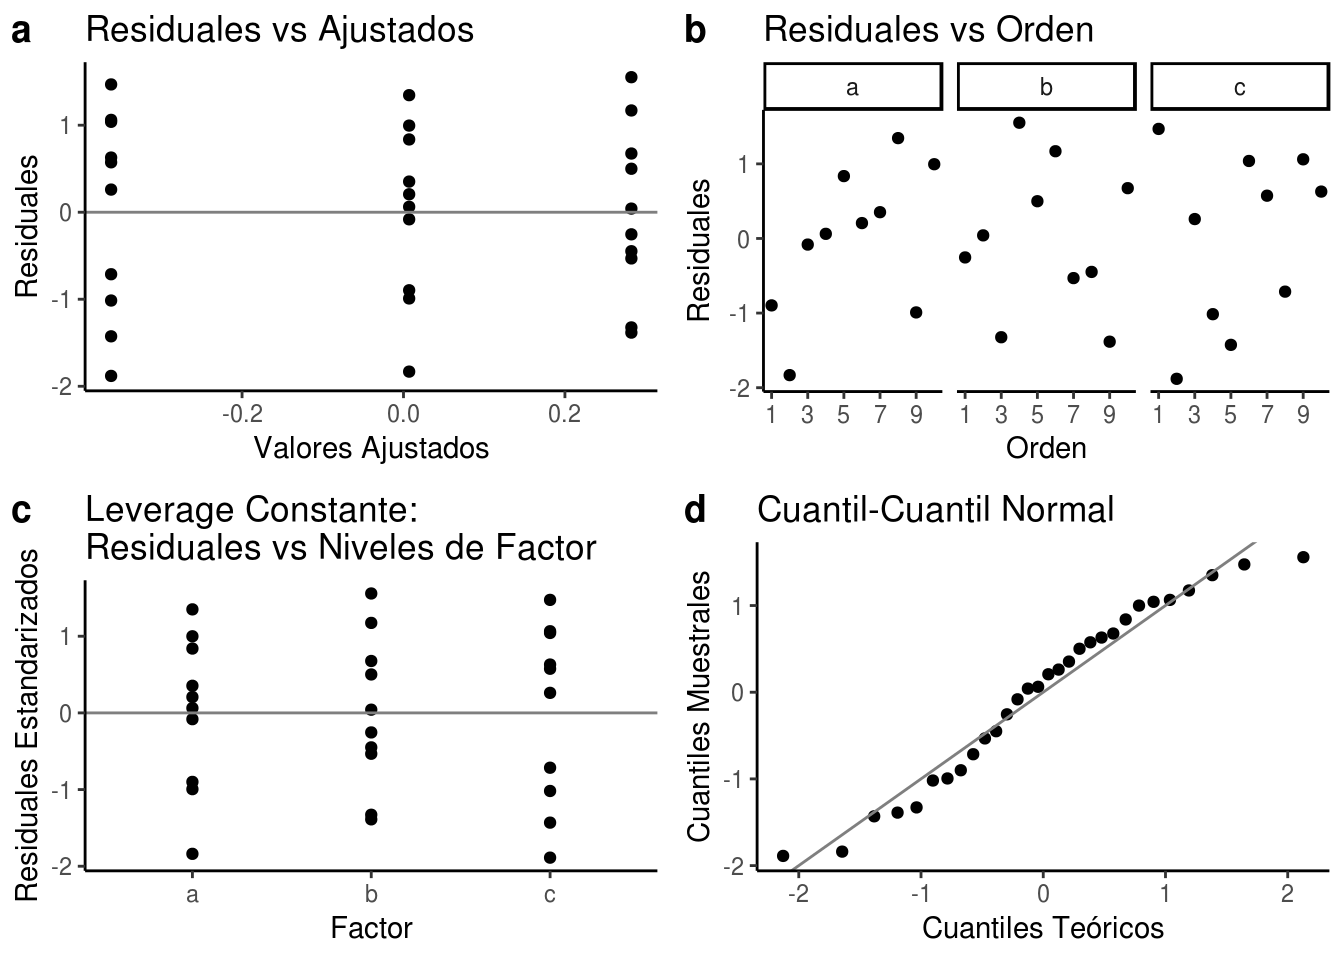 a Residuales vs Ajustados
Residuales
1
0
-1
-2
-0.2 0.0 0.2
Valores Ajustados
b Residuales vs Orden
a b c
Residuales
1
0
-1
-2
1 3 5 7 9 1 3 5 7 9 1 3 5 7 9
Orden
c Leverage Constante:
Residuales vs Niveles de Factor
Residuales Estandarizados
1
0
-1
-2
a b c
Factor
d Cuantil-Cuantil Normal
Cuantiles Muestrales
1
0
-1
-2
-2 -1 0 1 2
Cuantiles Teóricos